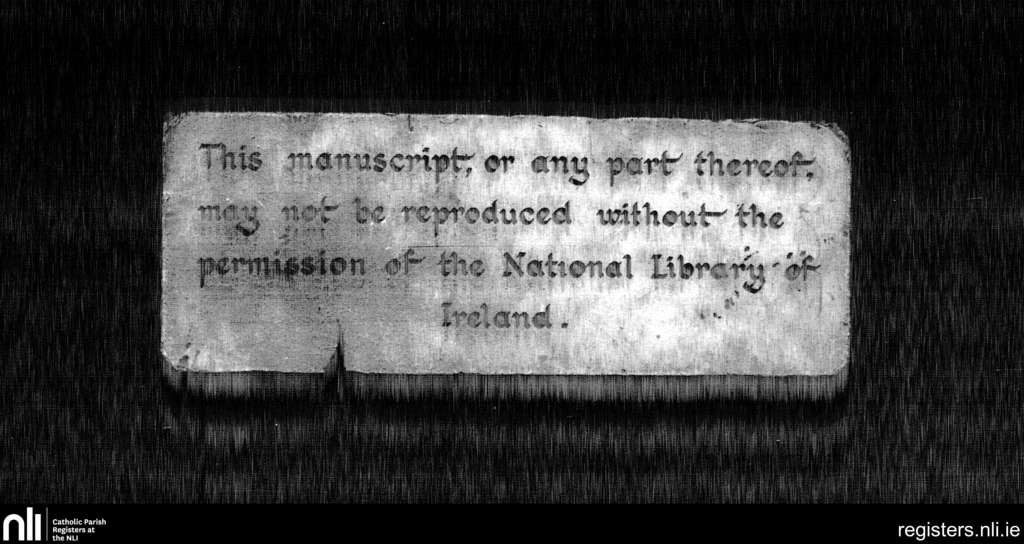 This manuscript, or any part thereof,
may not be reproduced without the
permission of the National Library of
Ireland.
nli
Catholic Parish
Registers at
the NLI
registers.nli.ie